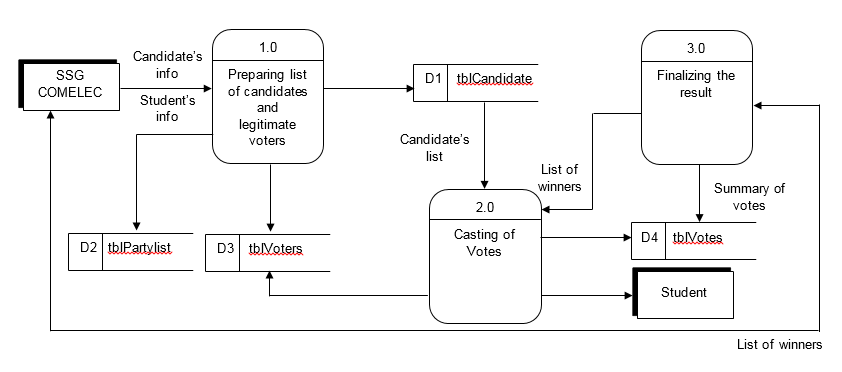 SSG
COMELEC
Candidate's
info
Student's
info
1.0
Preparing list
of candidates
and
legitimate
voters
D1 tblCandidate
3.0
Finalizing the
result
Candidate's
list
List of
winners
2.0
Casting of
Votes
Summary of
votes
D2 tblPartylist
D3 tblVoters
D4 tblVotes
Student
List of winners